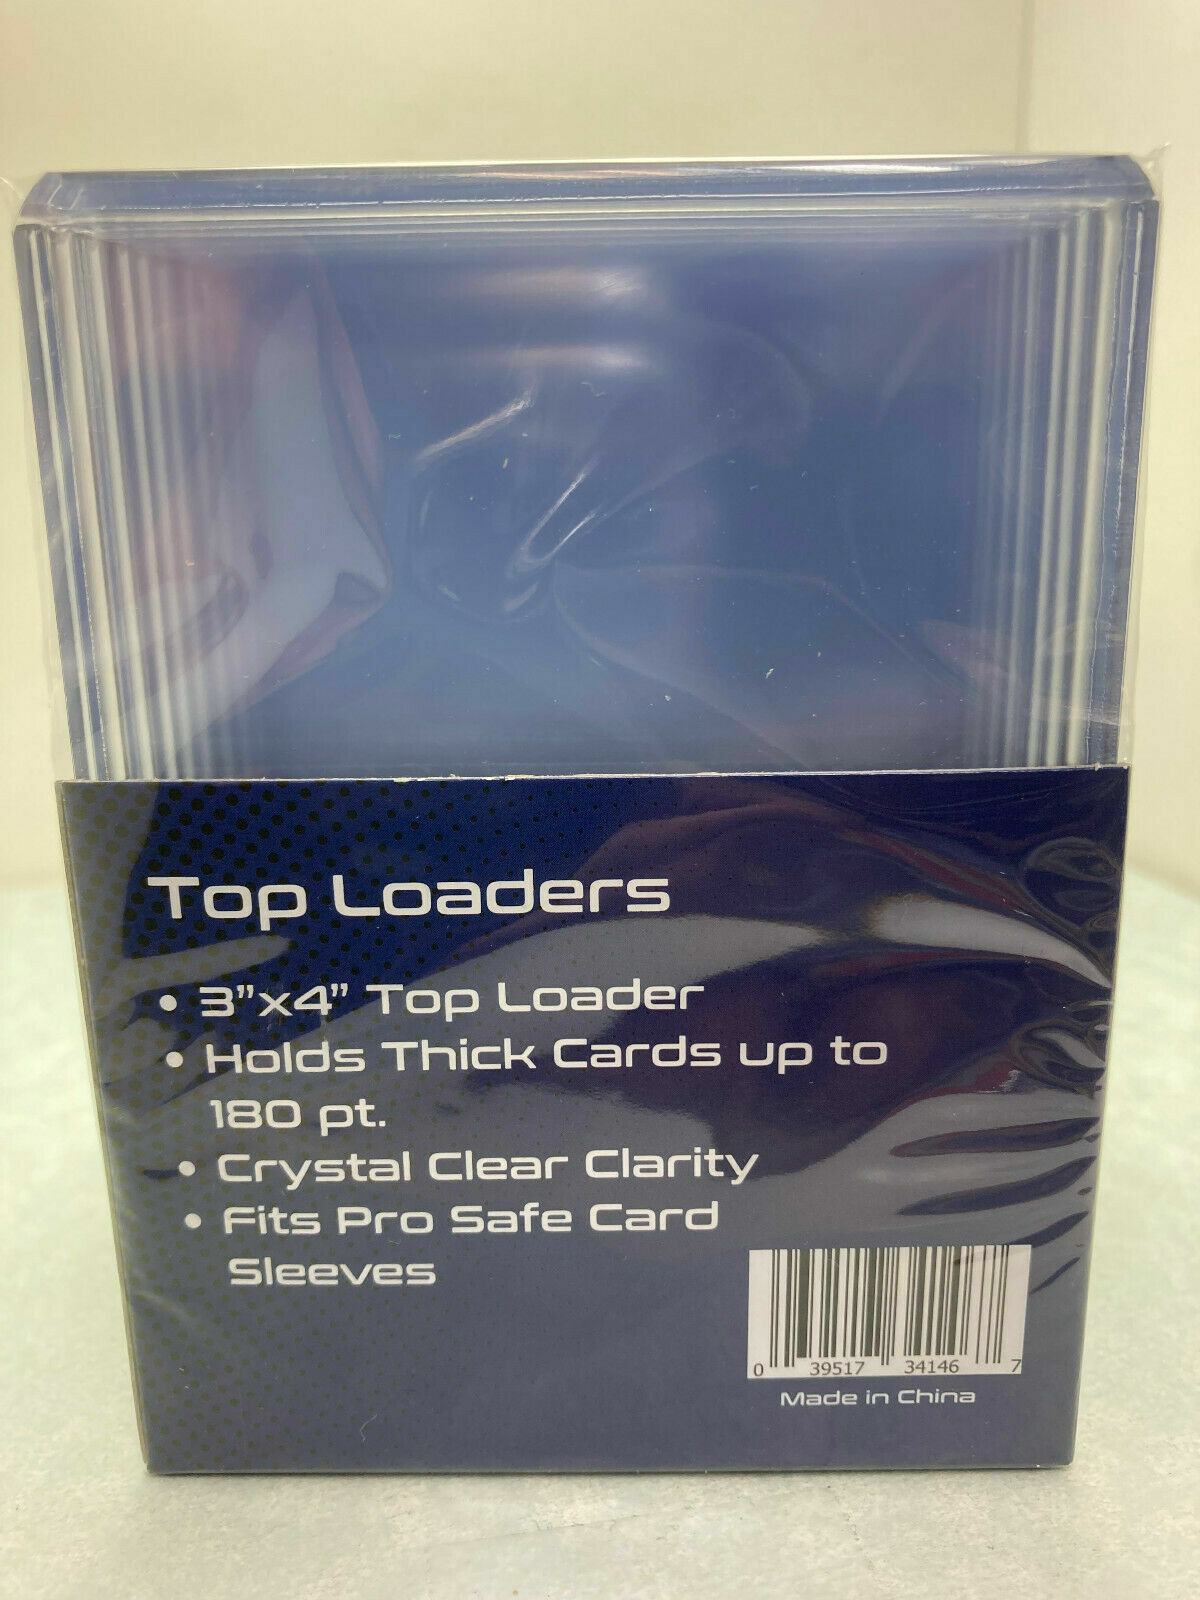 Top Loaders
• 3”x4” Top Loader
• Holds Thick Cards up to
180 pt.
• Crystal Clear Clarity
• Fits Pro Safe Card
Sleeves
0 39517 34146 7
Made in China